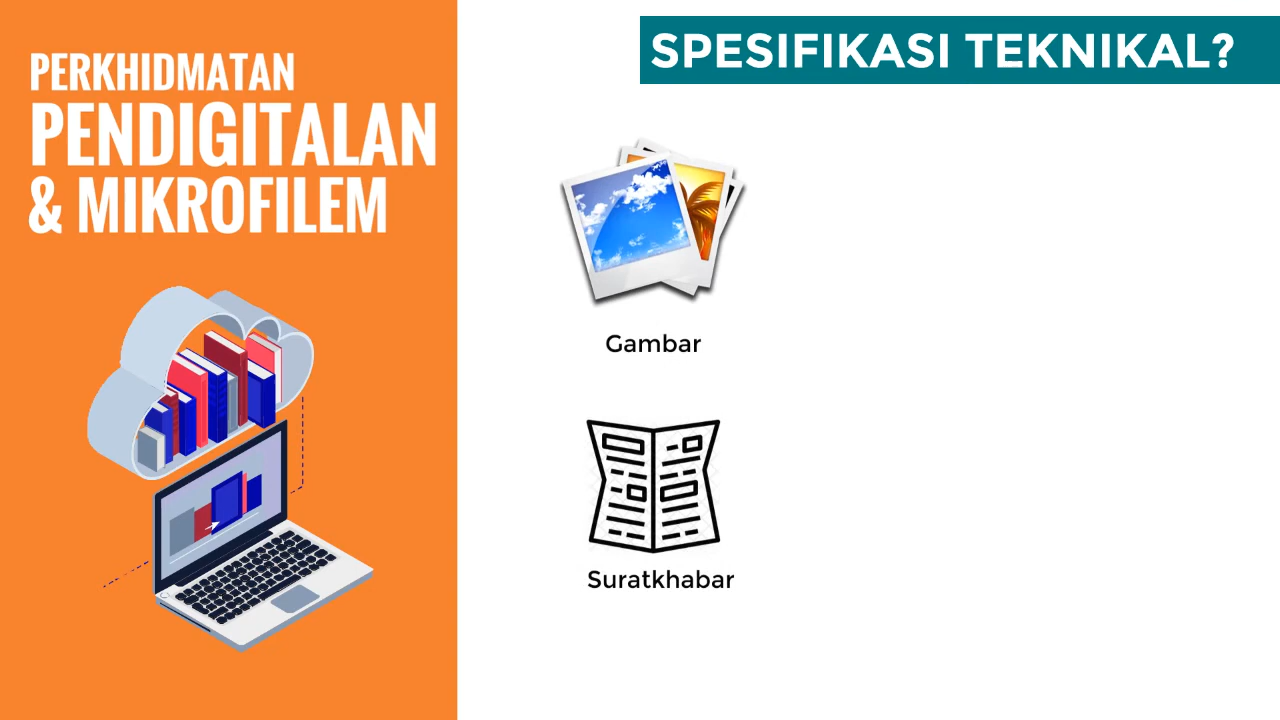 PERKHIDMATAN
PENDIGITALAN
& MIKROFILEM
SPESIFIKASI TEKNIKAL?
Gambar
Suratkhabar